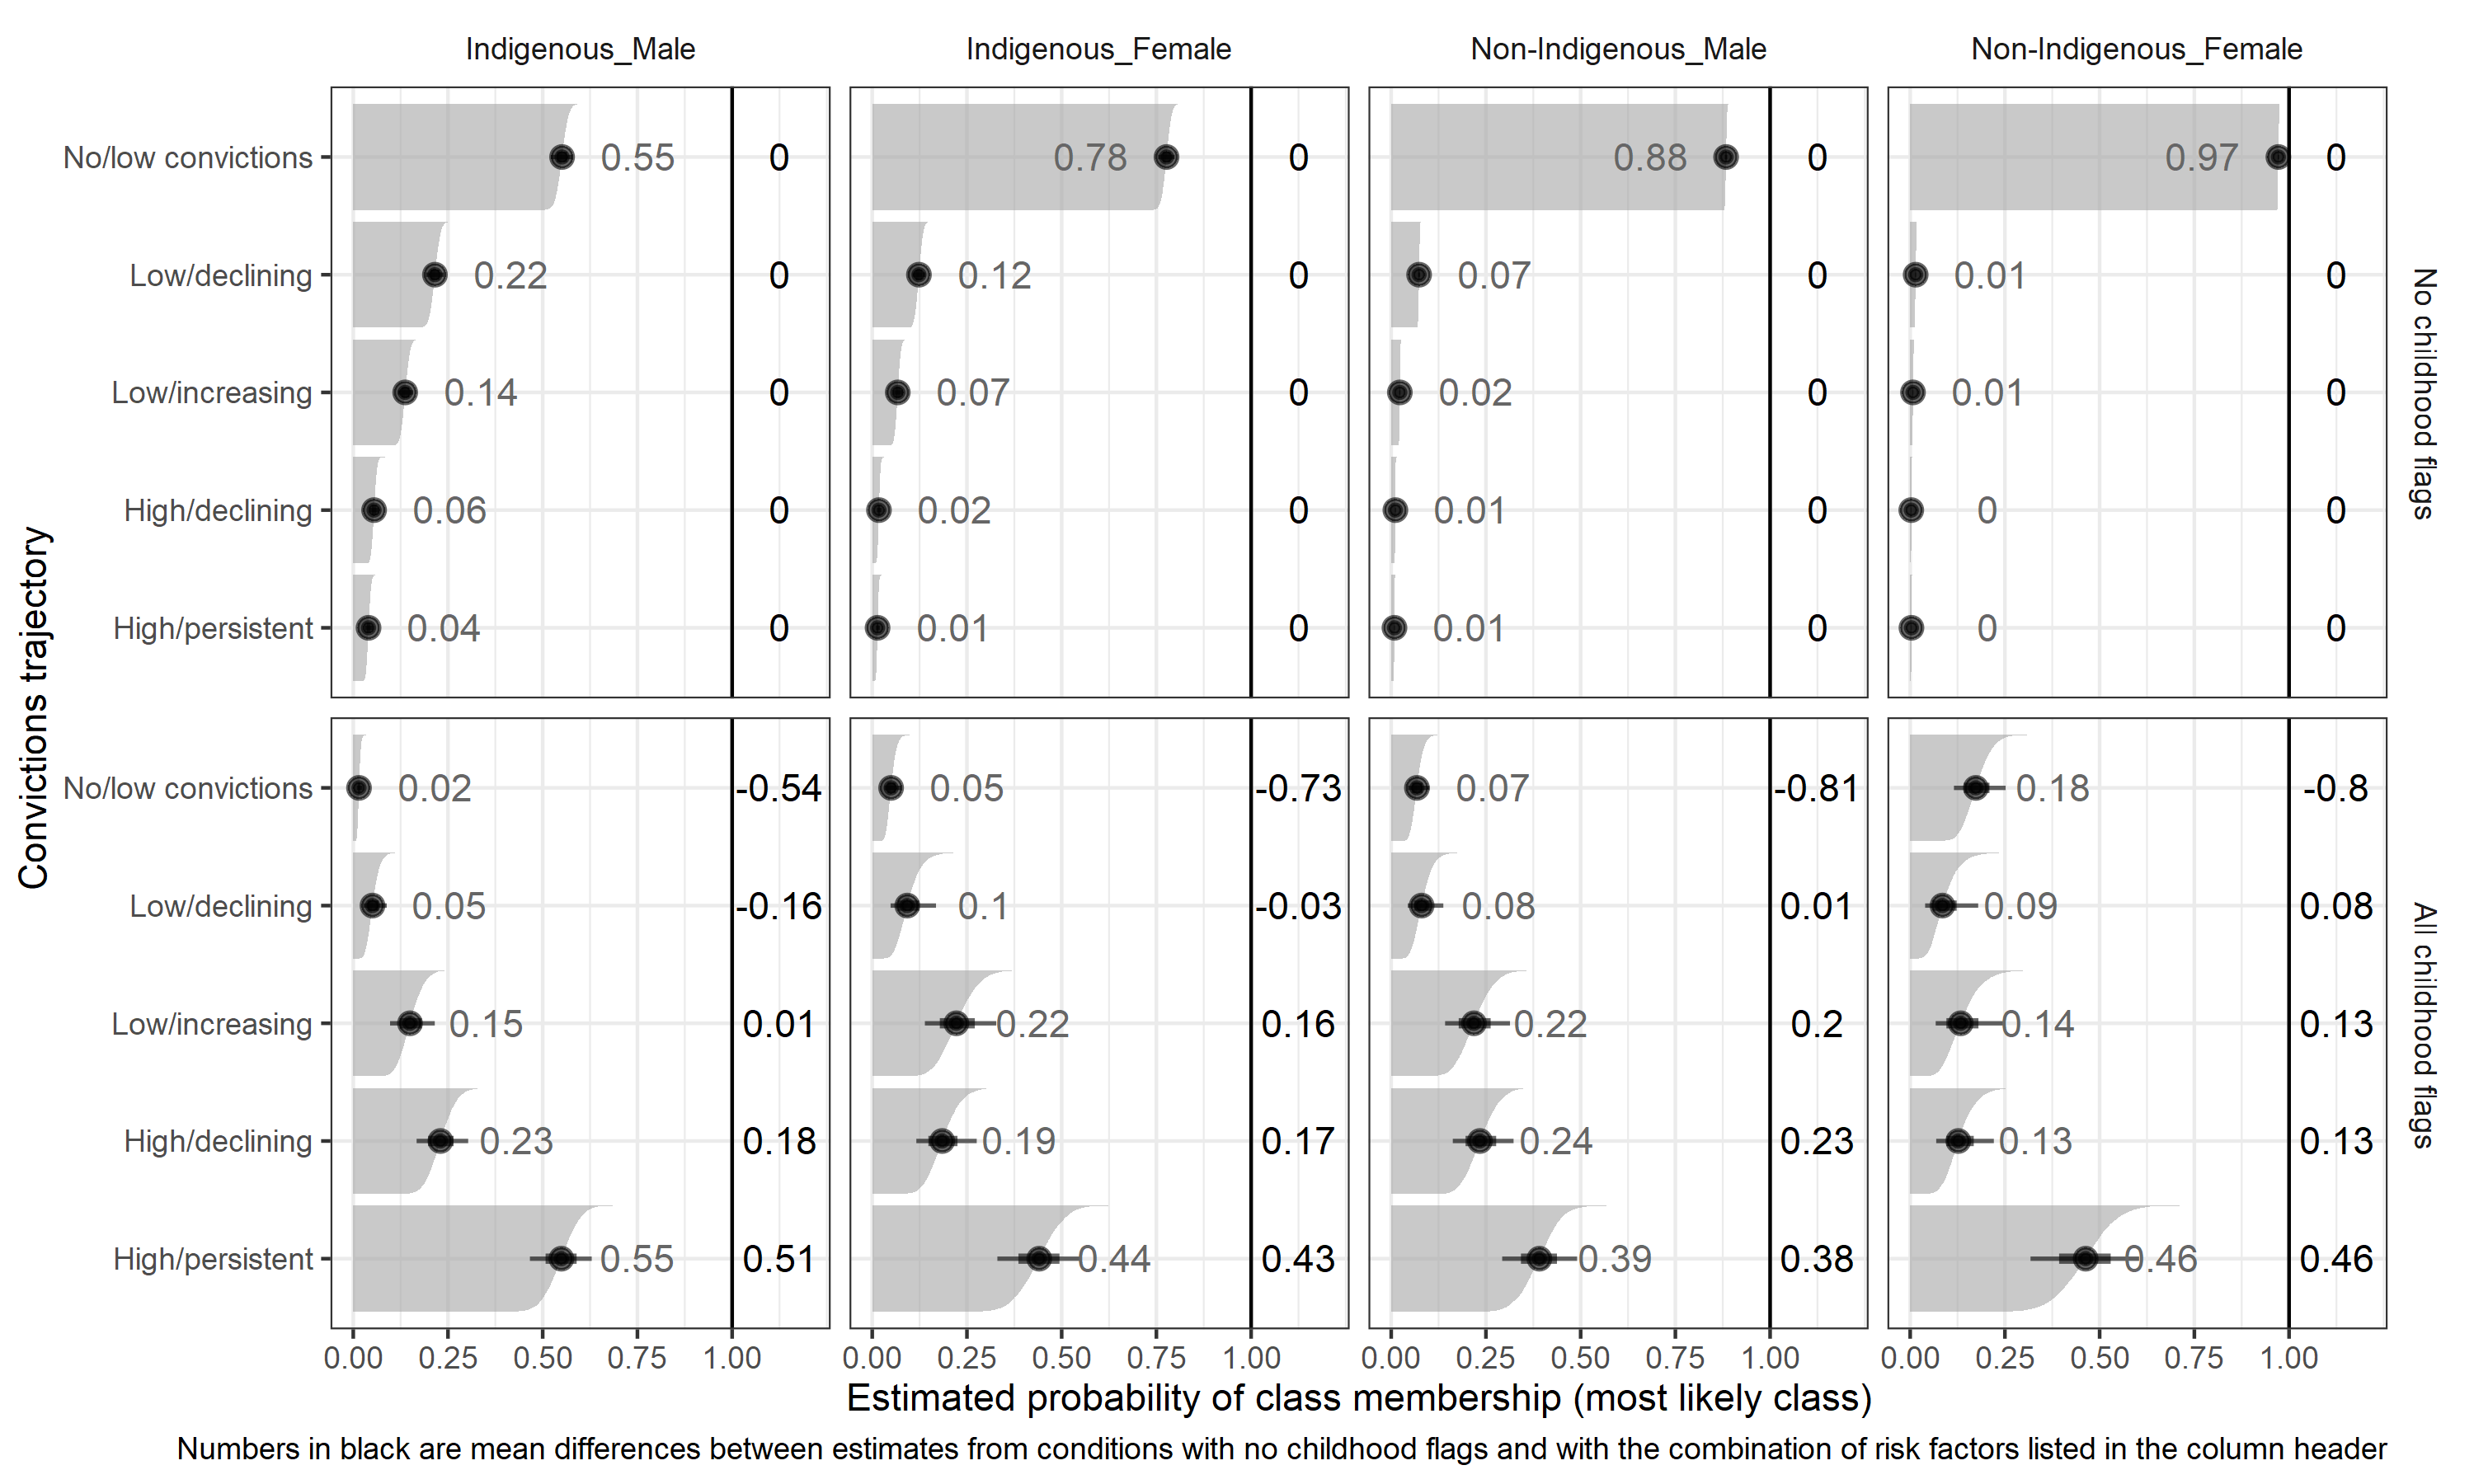 Indigenous_Male Indigenous_Female Non-Indigenous_Male Non-Indigenous_Female
No/low convictions 0.55 0 0.78 0 0.88 0 0.97 0
Low/declining 0.22 0 0.12 0 0.07 0 0.01 0
Low/increasing 0.14 0 0.07 0 0.02 0 0.01 0
High/declining 0.06 0 0.02 0 0.01 0 0 0
High/persistent 0.04 0 0.01 0 0.01 0 0 0
No childhood flags
Convictions trajectory
No/low convictions 0.02 -0.54 0.05 -0.73 0.07 -0.81 0.18 -0.8
Low/declining 0.05 -0.16 0.1 -0.03 0.08 0.01 0.09 0.08
Low/increasing 0.15 0.01 0.22 0.16 0.22 0.2 0.14 0.13
High/declining 0.23 0.18 0.19 0.17 0.24 0.23 0.13 0.13
High/persistent 0.55 0.51 0.44 0.43 0.39 0.38 0.46 0.46
All childhood flags
0.00 0.25 0.50 0.75 1.00 0.00 0.25 0.50 0.75 1.00 0.00 0.25 0.50 0.75 1.00 0.00 0.25 0.50 0.75 1.00
Estimated probability of class membership (most likely class)
Numbers in black are mean differences between estimates from conditions with no childhood flags and with the combination of risk factors listed in the column header